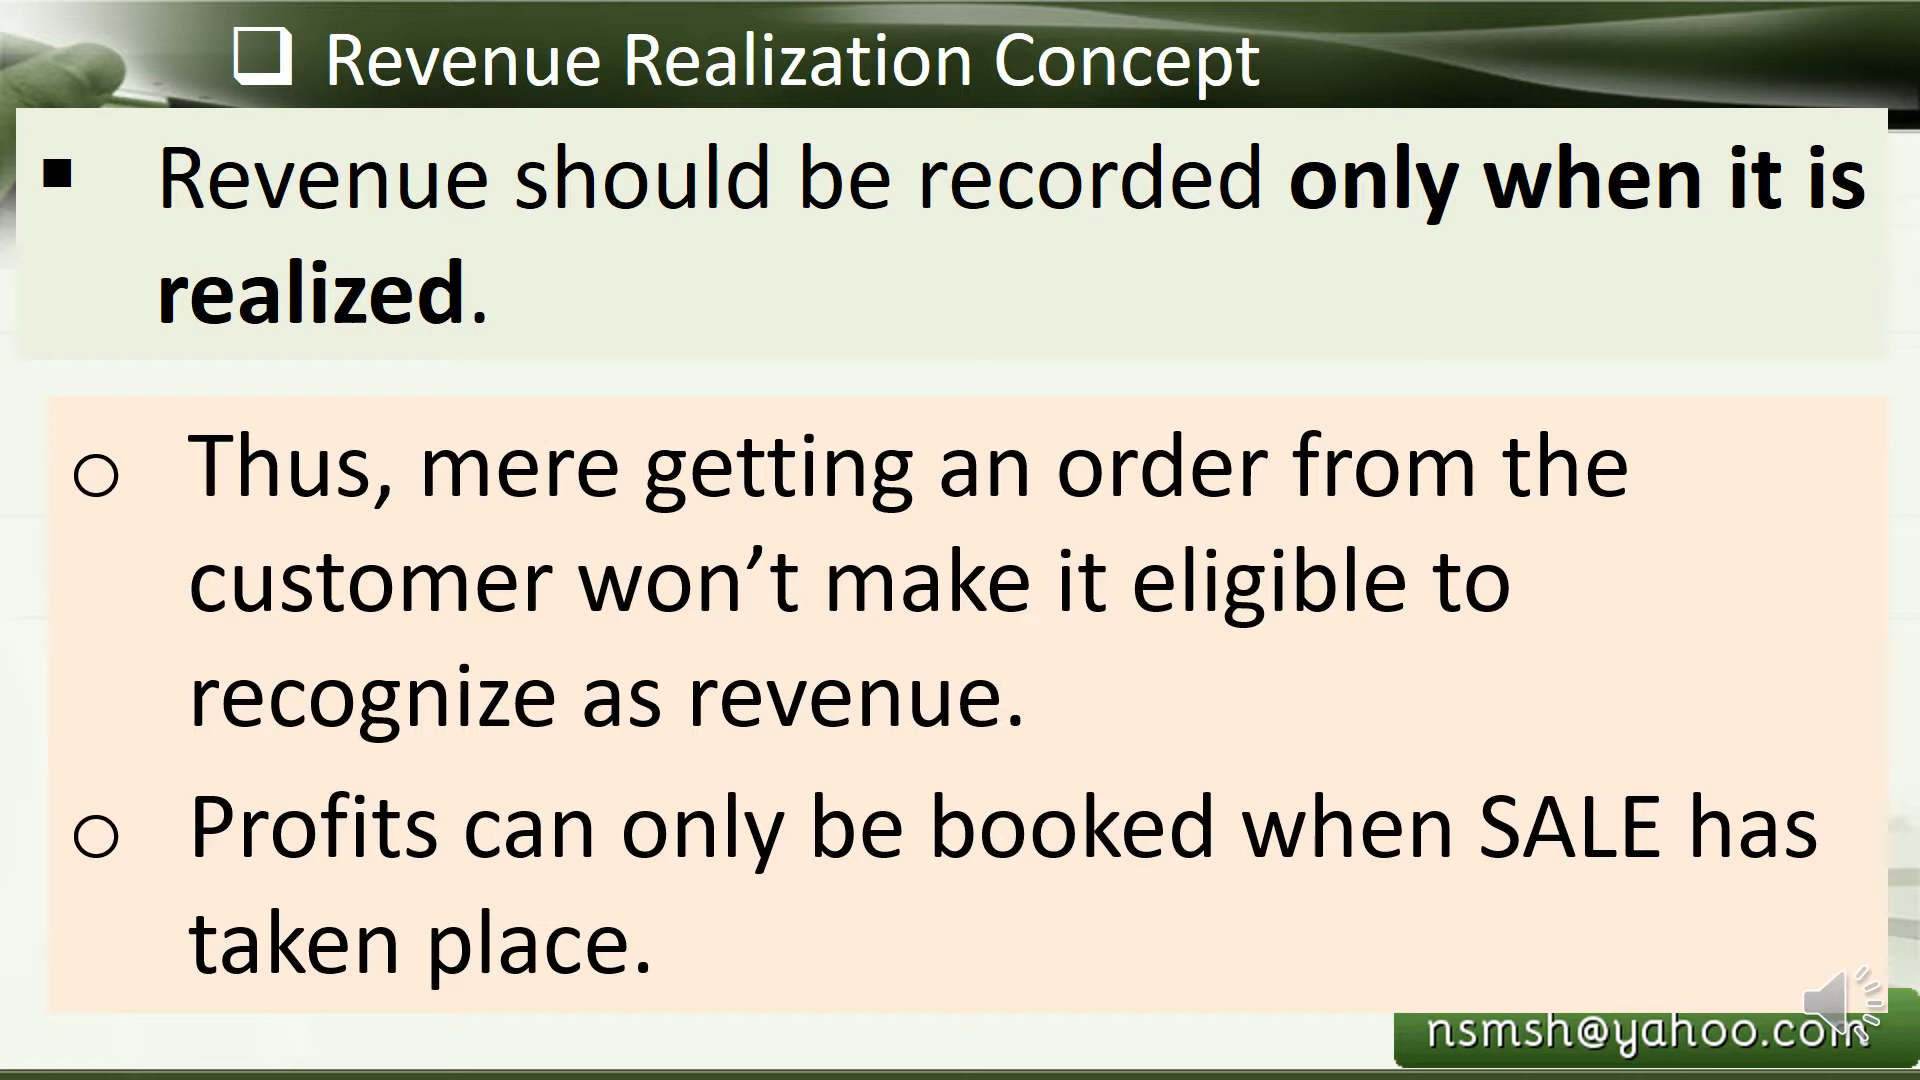 Revenue Realization Concept
Revenue should be recorded only when it is
realized.
Thus, mere getting an order from the
customer won’t make it eligible to
recognize as revenue.
Profits can only be booked when SALE has
taken place.
nsmsh@yahoo.com